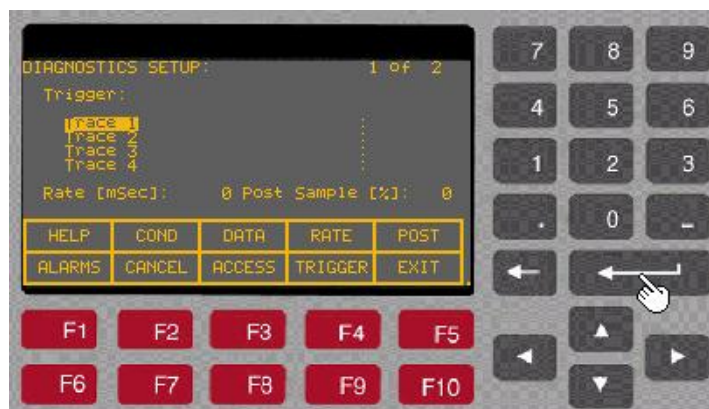 DIAGNOSTICS SETUP: 1 Of 2
Trigger:
Trace 1 :
Trace 2 :
Trace 3 :
Trace 4 :
Rate [mSec]: 0 Post Sample [%]: 0
HELP COND DATA RATE POST
ALARMS CANCEL ACCESS TRIGGER EXIT
F1 F2 F3 F4 F5
F6 F7 F8 F9 F10
7 8 9
4 5 6
1 2 3
. 0 -